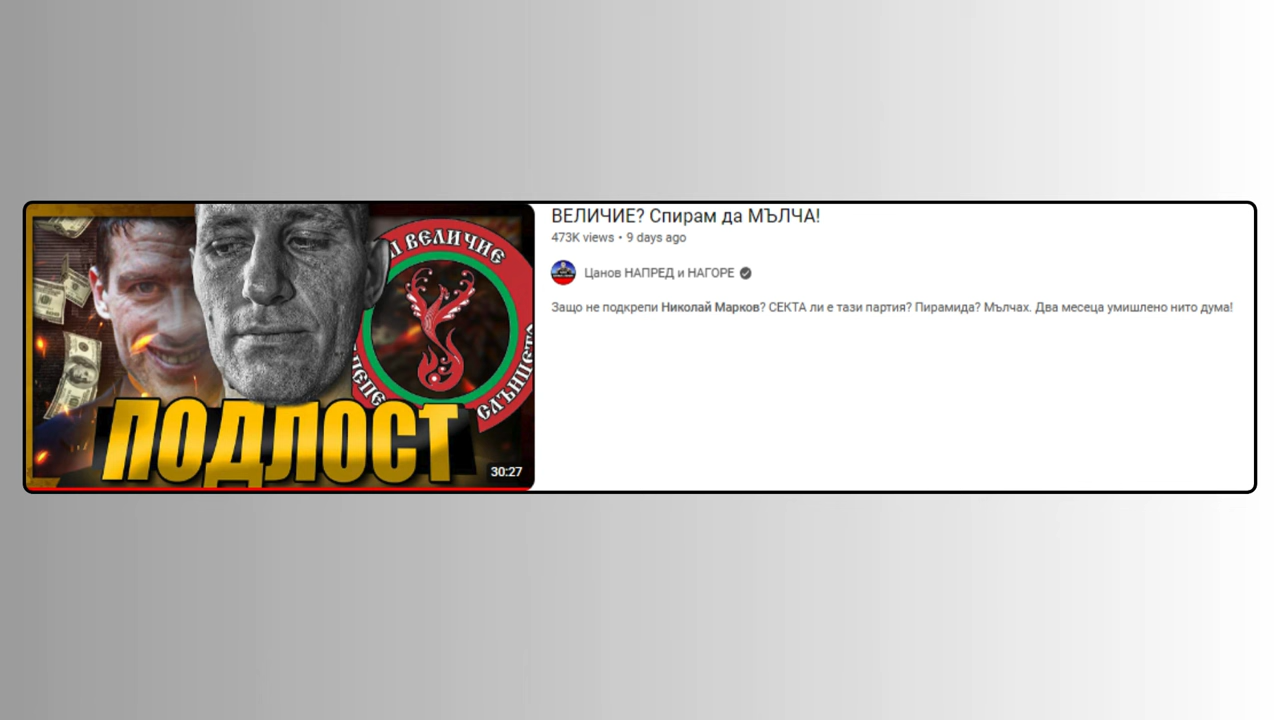 ВЕЛИЧИЕ
СЛЪНЦЕТО
ПОДЛОСТ
30:27
ВЕЛИЧИЕ? Спирам да МЪЛЧА!
473K views • 9 days ago
Цанов НАПРЕД и НАГОРЕ
Защо не подкрепи Николай Марков? СЕКТА ли е тази партия? Пирамида? Мълчах. Два месеца умишлено нито дума!